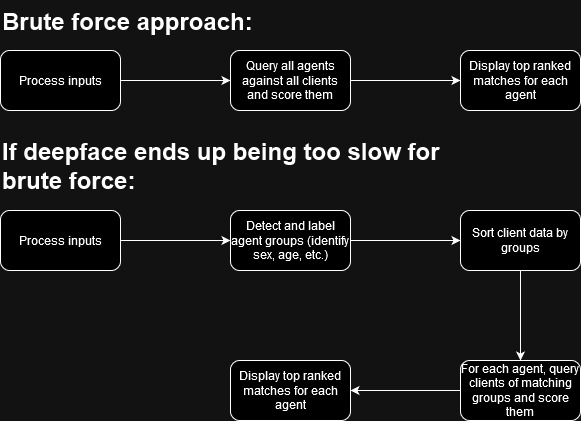 Brute force approach:
Process inputs
Query all agents
against all clients
and score them
Display top ranked
matches for each
agent
If deepface ends up being too slow for
brute force:
Process inputs
Detect and label
agent groups (identify
sex, age, etc.)
Sort client data by
groups
For each agent, query
clients of matching
groups and score
them
Display top ranked
matches for each
agent